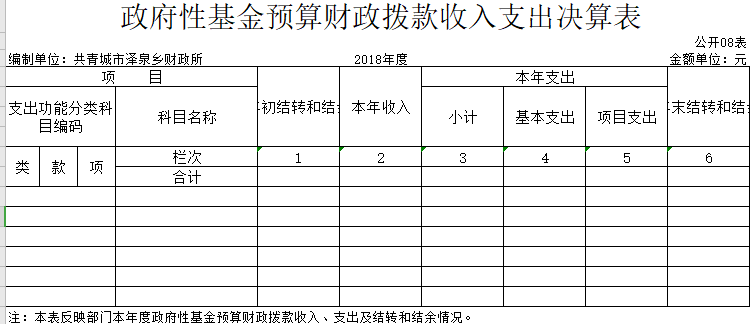 政府性基金预算财政拨款收入支出决算表
公开08表
编制单位：共青城市泽泉乡财政所 2018年度 金额单位：元
项 目 初结转和结 本年收入 本年支出 末结转和结
支出功能分类科目编码 科目名称 小计 基本支出 项目支出
类 款 项 栏次 1 2 3 4 5 6
合计
注：本表反映部门本年度政府性基金预算财政拨款收入、支出及结转和结余情况。